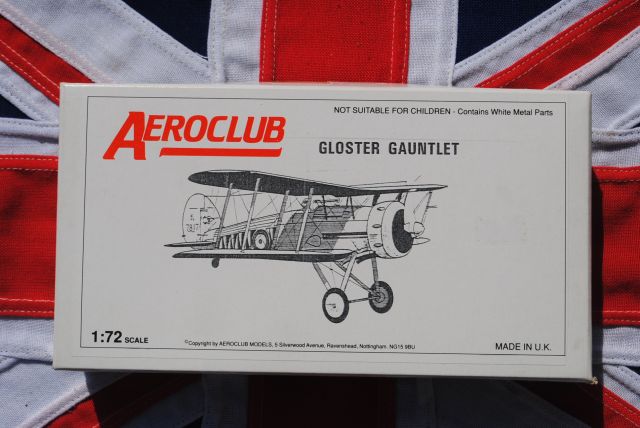 AEROCLUB
NOT SUITABLE FOR CHILDREN - Contains White Metal Parts
GLOSTER GAUNTLET
1:72 SCALE
©Copyright by AEROCLUB MODELS, 5 Silverwood Avenue, Ravenshead, Nottingham. NG15 9BU
MADE IN U.K.